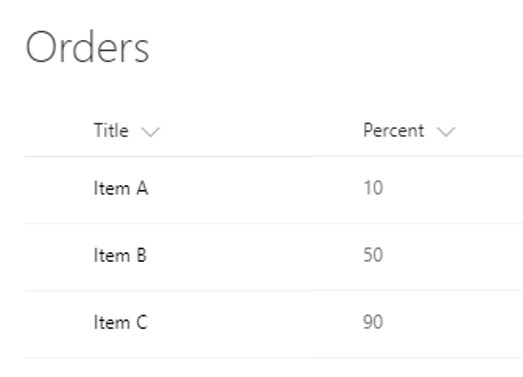 Orders
Title Percent
Item A 10
Item B 50
Item C 90